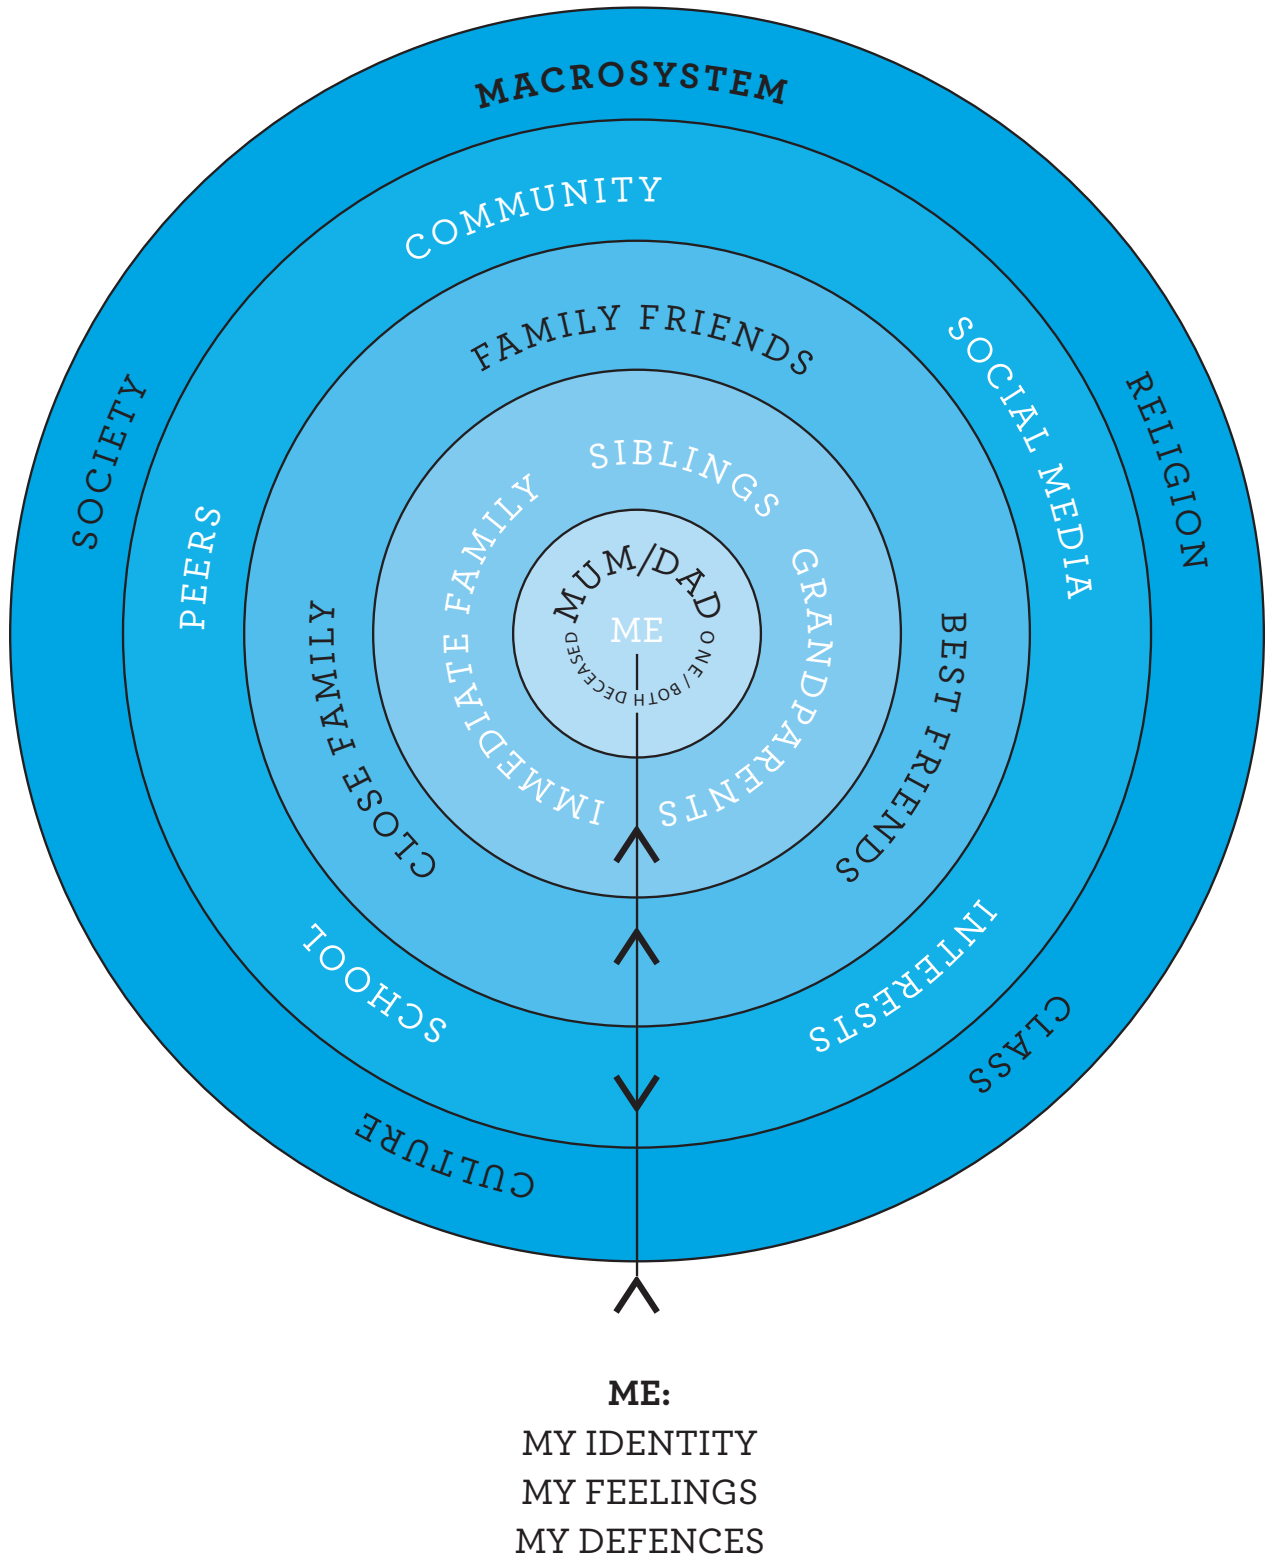 MACROSYSTEM
COMMUNITY
FAMILY FRIENDS
SOCIAL MEDIA
SOCIETY
RELIGION
SIBLINGS
IMMEDIATE FAMILY
PEERS
MUM/DAD
GRANDPARENTS
ME
ONE / BOTH DECEASED
CLOSE FAMILY
BEST FRIENDS
SCHOOL
INTERESTS
CLASS
CULTURE
ME:
MY IDENTITY
MY FEELINGS
MY DEFENCES